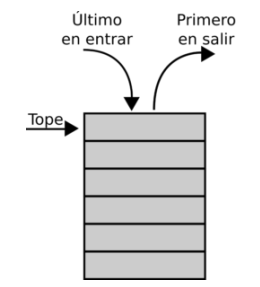 Último
en entrar
Primero
en salir
Tope